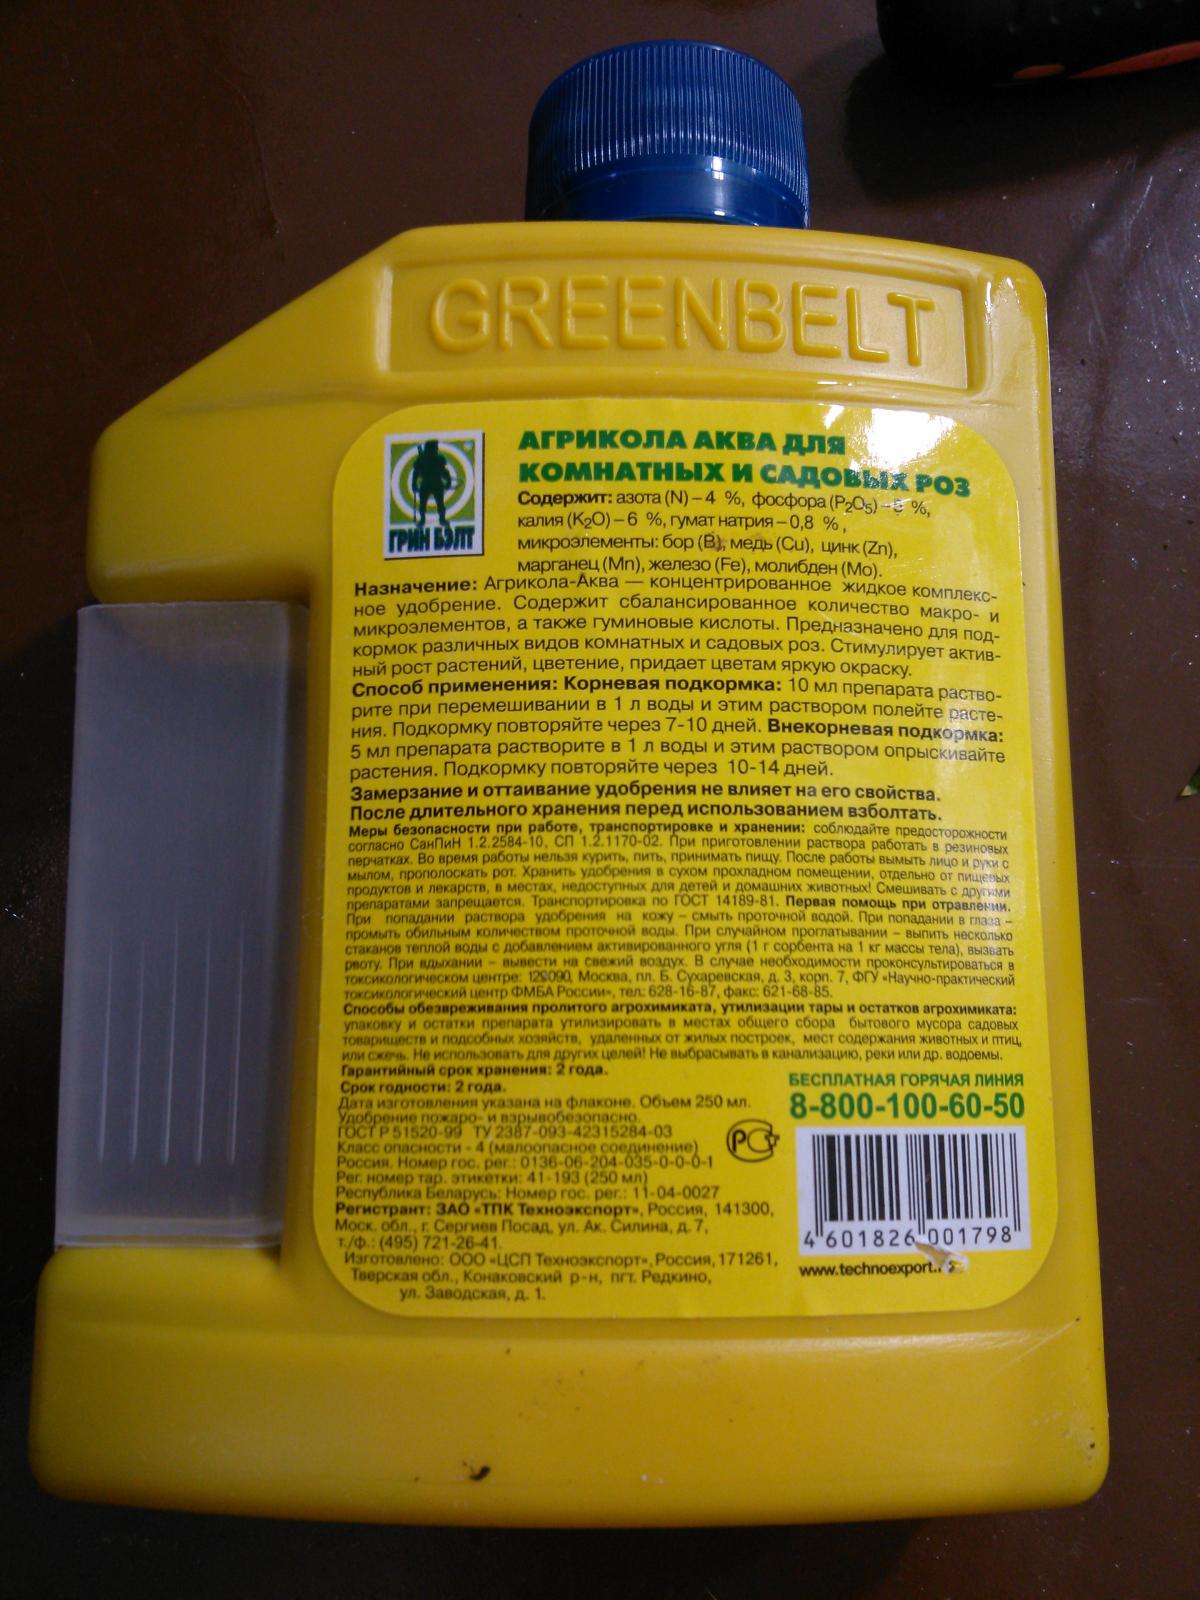 GREENBELT
ГРИН БЭЛТ
АГРИКОЛА АКВА ДЛЯ
КОМНАТНЫХ И САДОВЫХ РОЗ
Содержит: азота (N) – 4 %, фосфора (P₂O₅) – %,
калия (K₂O) – 6 %, гумат натрия – 0,8 %,
микроэлементы: бор (B), медь (Cu), цинк (Zn),
марганец (Mn), железо (Fe), молибден (Mo).
Назначение: Агрикола-Аква — концентрированное жидкое комплекс-
ное удобрение. Содержит сбалансированное количество макро- и
микроэлементов, а также гуминовые кислоты. Предназначено для под-
кормок различных видов комнатных и садовых роз. Стимулирует актив-
ный рост растений, цветение, придает цветам яркую окраску.
Способ применения: Корневая подкормка: 10 мл препарата раство-
рите при перемешивании в 1 л воды и этим раствором полейте расте-
ния. Подкормку повторяйте через 7-10 дней. Внекорневая подкормка:
5 мл препарата растворите в 1 л воды и этим раствором опрыскивайте
растения. Подкормку повторяйте через 10-14 дней.
Замерзание и оттаивание удобрения не влияет на его свойства.
После длительного хранения перед использованием взболтать.
Меры безопасности при работе, транспортировке и хранении: соблюдайте предосторожности
согласно СанПиН 1.2.2584-10, СП 1.2.1170-02. При приготовлении раствора работать в резиновых
перчатках. Во время работы нельзя курить, пить, принимать пищу. После работы вымыть лицо и руки с
мылом, прополоскать рот. Хранить удобрения в сухом прохладном помещении, отдельно от пищевых
продуктов и лекарств, в местах, недоступных для детей и домашних животных! Смешивать с другими
препаратами запрещается. Транспортировка по ГОСТ 14189-81. Первая помощь при отравлении.
При попадании раствора удобрения на кожу – смыть проточной водой. При попадании в глаза –
промыть обильным количеством проточной воды. При случайном проглатывании – выпить несколько
стаканов теплой воды с добавлением активированного угля (1 г сорбента на 1 кг массы тела), вызвать
рвоту. При вдыхании – вывести на свежий воздух. В случае необходимости проконсультироваться в
токсикологическом центре: 129090, Москва, пл. Б. Сухаревская, д. 3, корп. 7, ФГУ «Научно-практический
токсикологический центр ФМБА России», тел: 628-16-87, факс: 621-68-85.
Способы обезвреживания пролитого агрохимиката, утилизации тары и остатков агрохимиката:
упаковку и остатки препарата утилизировать в местах общего сбора бытового мусора садовых
товариществ и подсобных хозяйств, удаленных от жилых построек, мест содержания животных и птиц,
или сжечь. Не использовать для других целей! Не выбрасывать в канализацию, реки или др. водоемы.
Гарантийный срок хранения: 2 года.
Срок годности: 2 года.
Дата изготовления указана на флаконе. Объем 250 мл.
Удобрение пожаро- и взрывобезопасно.
ГОСТ Р 51520-99 ТУ 2387-093-42315284-03
Класс опасности - 4 (малоопасное соединение)
Россия. Номер гос. рег.: 0136-06-204-035-0-0-0-1
Рег. номер тар. этикетки: 41-193 (250 мл)
Республика Беларусь: Номер гос. рег.: 11-04-0027
Регистрант: ЗАО «ТПК Техноэкспорт», Россия, 141300,
Моск. обл., г. Сергиев Посад, ул. Ак. Силина, д. 7,
т./ф.: (495) 721-26-41.
Изготовлено: ООО «ЦСП Техноэкспорт», Россия, 171261,
Тверская обл., Конаковский р-н, пгт. Редкино,
ул. Заводская, д. 1.
БЕСПЛАТНАЯ ГОРЯЧАЯ ЛИНИЯ
8-800-100-60-50
РСТ
4 601826 001798
www.technoexport.